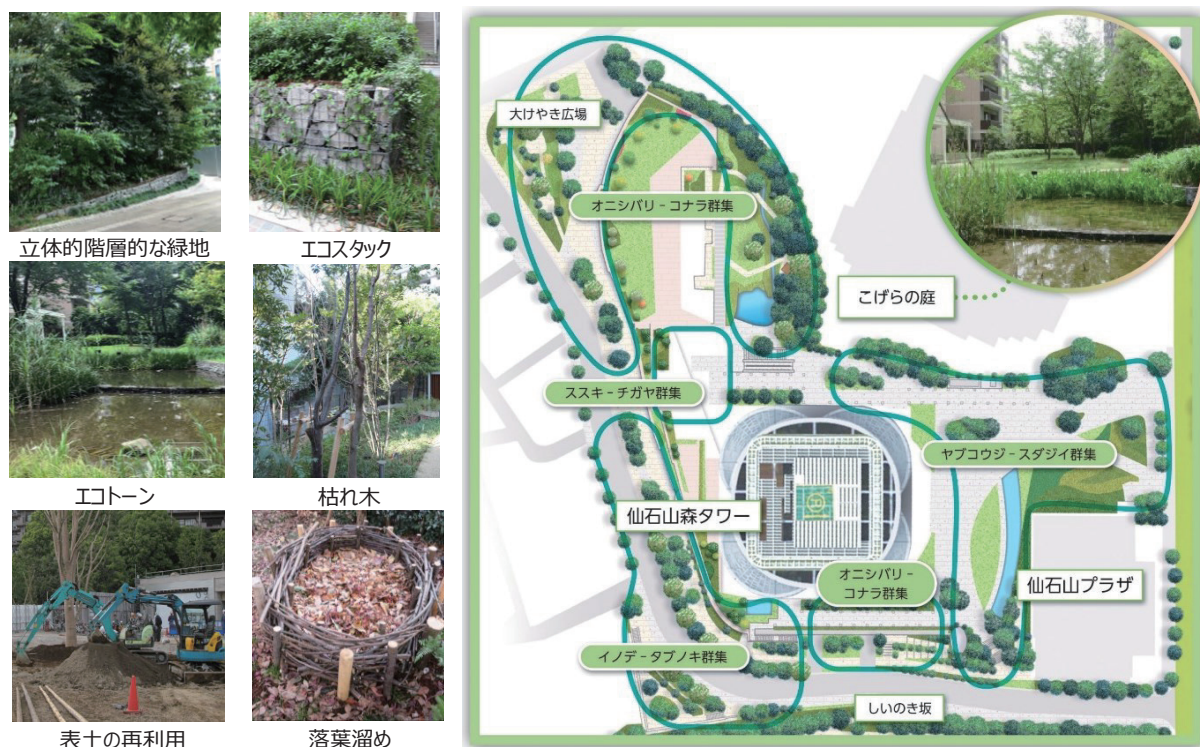 立体的階層的な緑地
エコスタック
エコトーン
枯れ木
表土の再利用
落葉溜め
大けやき広場
オニシバリ－コナラ群集
こげらの庭
ススキ－チガヤ群集
ヤブコウジ－スダジイ群集
仙石山森タワー
オニシバリ－
コナラ群集
仙石山プラザ
イノデ－タブノキ群集
しいのき坂